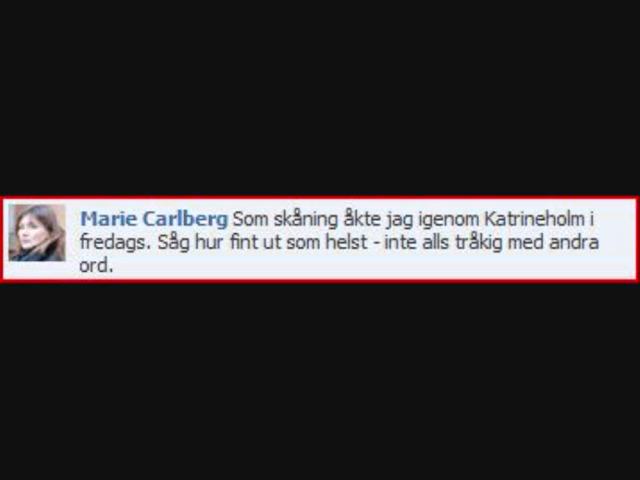 Marie Carlberg Som skåning åkte jag igenom Katrineholm i
fredags. Såg hur fint ut som helst - inte alls tråkig med andra
ord.